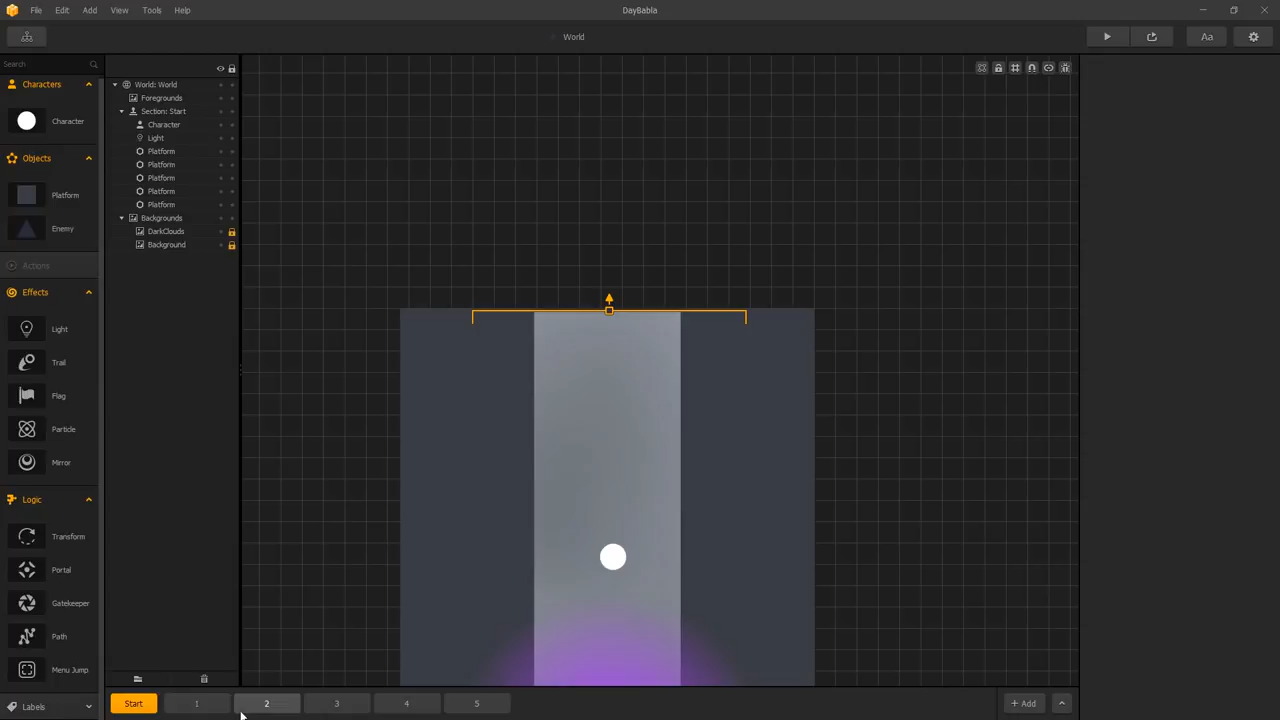 File Edit Add View Tools Help
DayBabla
World
Aa
Search
Characters
Character
Objects
Platform
Enemy
Actions
Effects
Light
Trail
Flag
Particle
Mirror
Logic
Transform
Portal
Gatekeeper
Path
Menu Jump
Labels
World: World
Foregrounds
Section: Start
Character
Light
Platform
Platform
Platform
Platform
Platform
Backgrounds
DarkClouds
Background
Start 1 2 3 4 5
+ Add